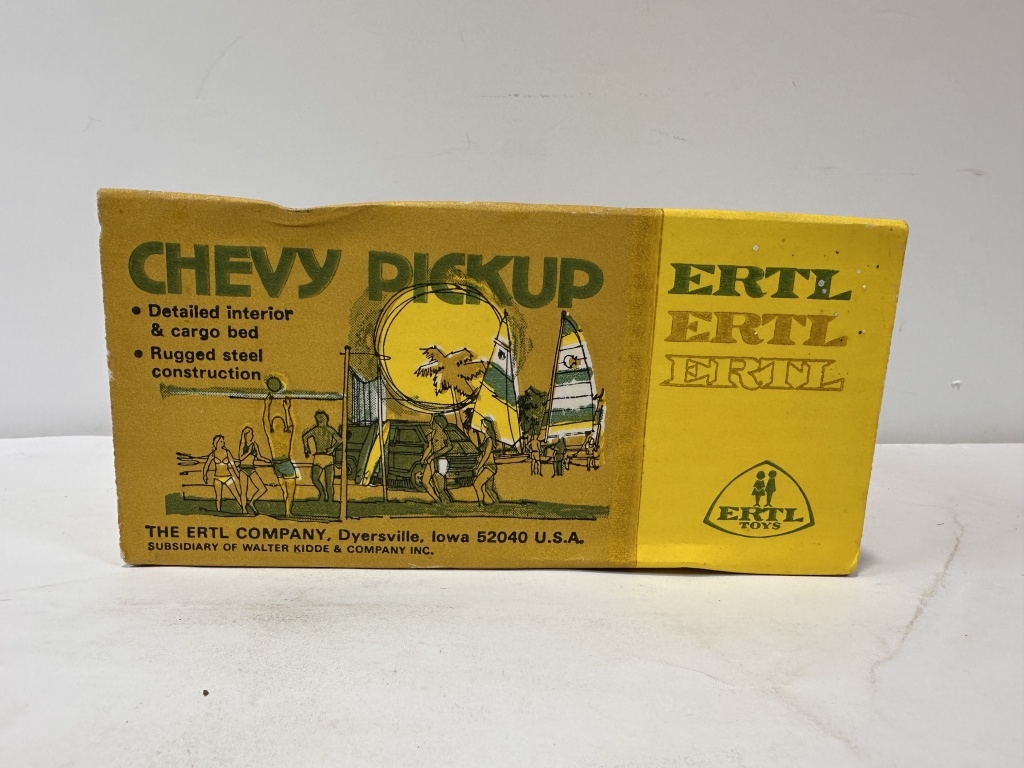 CHEVY PICKUP
• Detailed interior
& cargo bed
• Rugged steel
construction
THE ERTL COMPANY, Dyersville, Iowa 52040 U.S.A.
SUBSIDIARY OF WALTER KIDDE & COMPANY INC.
ERTL
ERTL
ERTL
ERTL
TOYS